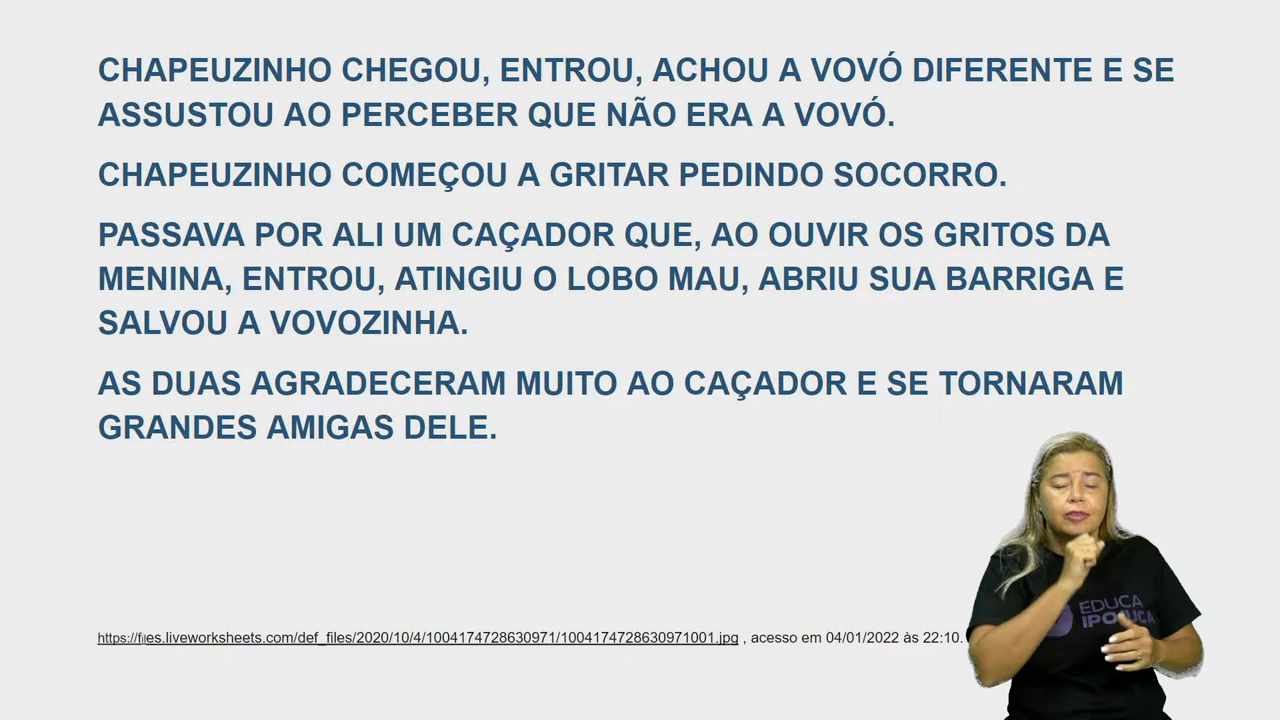 CHAPEUZINHO CHEGOU, ENTROU, ACHOU A VOVÓ DIFERENTE E SE
ASSUSTOU AO PERCEBER QUE NÃO ERA A VOVÓ.
CHAPEUZINHO COMEÇOU A GRITAR PEDINDO SOCORRO.
PASSAVA POR ALI UM CAÇADOR QUE, AO OUVIR OS GRITOS DA
MENINA, ENTROU, ATINGIU O LOBO MAU, ABRIU SUA BARRIGA E
SALVOU A VOVOZINHA.
AS DUAS AGRADECERAM MUITO AO CAÇADOR E SE TORNARAM
GRANDES AMIGAS DELE.
https://files.liveworksheets.com/def_files/2020/10/4/1004174728630971/1004174728630971001.jpg , acesso em 04/01/2022 às 22:10.
EDUCA
IPOJUCA